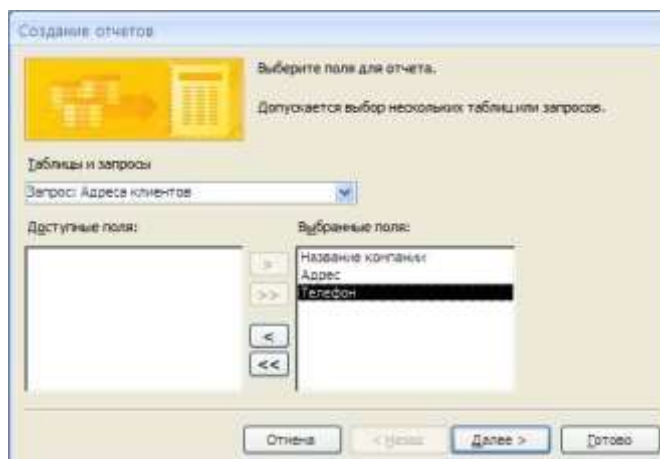 Создание отчетов
Выберите поля для отчета.
Допускается выбор нескольких таблиц или запросов.
Таблицы и запросы
Запрос: Адреса клиентов
Доступные поля:
Выбранные поля:
Название компании
Адрес
Телефон
>
>>
<
<<
Отмена
< Назад
Далее >
Готово